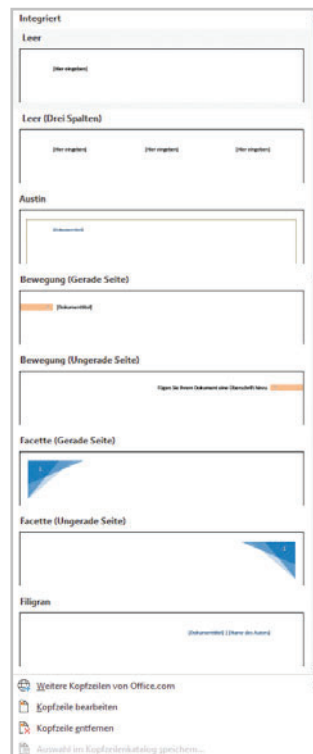 Integriert
Leer
[Hier eingeben]
Leer (Drei Spalten)
[Hier eingeben] [Hier eingeben] [Hier eingeben]
Austin
[Dokumenttitel]
Bewegung (Gerade Seite)
[Dokumenttitel]
Bewegung (Ungerade Seite)
Fügen Sie Ihrem Dokument eine Überschrift hinzu
Facette (Gerade Seite)
1
Facette (Ungerade Seite)
1
Filigran
[Dokumenttitel] | [Name des Autors]
Weitere Kopfzeilen von Office.com
Kopfzeile bearbeiten
Kopfzeile entfernen
Auswahl im Kopfzeilenkatalog speichern...